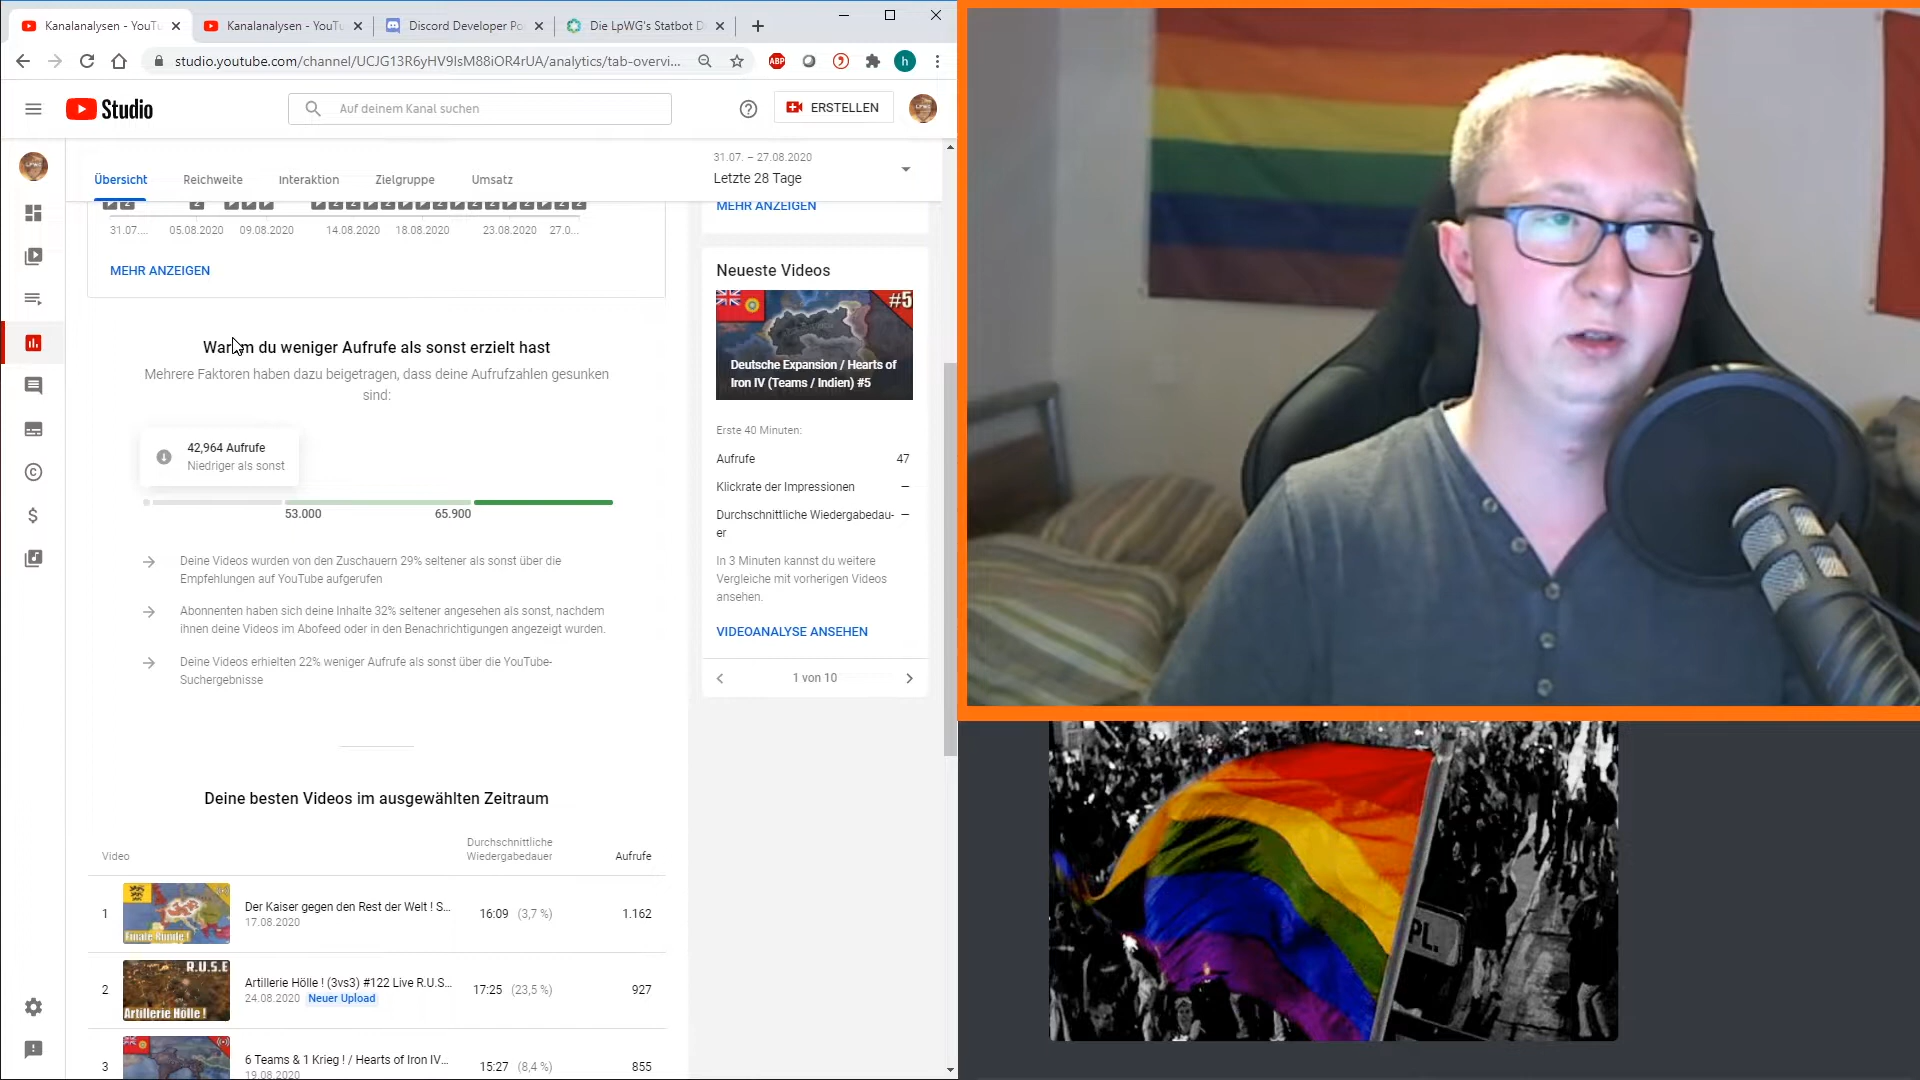 Kanalanalysen - YouTu
Kanalanalysen - YouTu
Discord Developer Po
Die LpWG's Statbot D
studio.youtube.com/channel/UCJG13R6yHV9IsM88iOR4rUA/analytics/tab-overvi...
ABP
h
Studio
Auf deinem Kanal suchen
ERSTELLEN
Übersicht
Reichweite
Interaktion
Zielgruppe
Umsatz
31.07. – 27.08.2020
Letzte 28 Tage
31.07....
05.08.2020
09.08.2020
14.08.2020
18.08.2020
23.08.2020
27.0...
MEHR ANZEIGEN
Warum du weniger Aufrufe als sonst erzielt hast
Mehrere Faktoren haben dazu beigetragen, dass deine Aufrufzahlen gesunken
sind:
42,964 Aufrufe
Niedriger als sonst
53.000
65.900
Deine Videos wurden von den Zuschauern 29% seltener als sonst über die
Empfehlungen auf YouTube aufgerufen
Abonnenten haben sich deine Inhalte 32% seltener angesehen als sonst, nachdem
ihnen deine Videos im Abofeed oder in den Benachrichtigungen angezeigt wurden.
Deine Videos erhielten 22% weniger Aufrufe als sonst über die YouTube-
Suchergebnisse
Deine besten Videos im ausgewählten Zeitraum
Video
Durchschnittliche
Wiedergabedauer
Aufrufe
1
Finale Runde !
Der Kaiser gegen den Rest der Welt ! S...
17.08.2020
16:09 (3,7 %)
1.162
2
R.U.S.E
Artillerie Hölle !
Artillerie Hölle ! (3vs3) #122 Live R.U.S...
24.08.2020 Neuer Upload
17:25 (23,5 %)
927
3
6 Teams & 1 Krieg ! / Hearts of Iron IV...
19.08.2020
15:27 (8,4 %)
855
MEHR ANZEIGEN
Neueste Videos
#5
Deutsche Expansion / Hearts of
Iron IV (Teams / Indien) #5
Erste 40 Minuten:
Aufrufe
47
Klickrate der Impressionen
—
Durchschnittliche Wiedergabedau-
er
—
In 3 Minuten kannst du weitere
Vergleiche mit vorherigen Videos
ansehen.
VIDEOANALYSE ANSEHEN
1 von 10
PL.